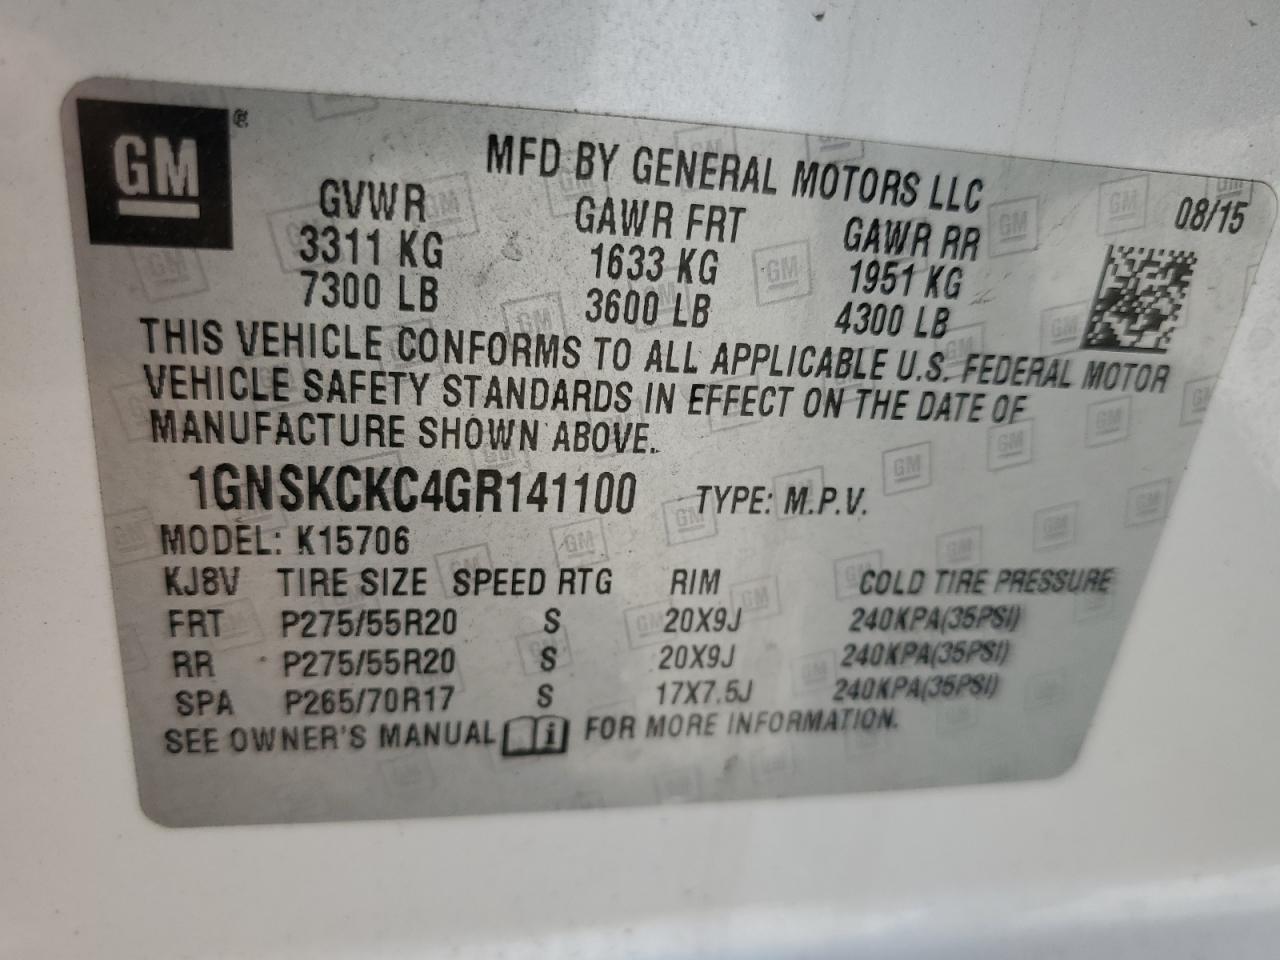 GM®
MFD BY GENERAL MOTORS LLC
08/15
GVWR GAWR FRT GAWR RR
3311 KG 1633 KG 1951 KG
7300 LB 3600 LB 4300 LB
THIS VEHICLE CONFORMS TO ALL APPLICABLE U.S. FEDERAL MOTOR
VEHICLE SAFETY STANDARDS IN EFFECT ON THE DATE OF
MANUFACTURE SHOWN ABOVE.
1GNSKCKC4GR141100 TYPE: M.P.V.
MODEL: K15706
KJ8V TIRE SIZE SPEED RTG RIM COLD TIRE PRESSURE
FRT P275/55R20 S 20X9J 240KPA(35PSI)
RR P275/55R20 S 20X9J 240KPA(35PSI)
SPA P265/70R17 S 17X7.5J 240KPA(35PSI)
SEE OWNER'S MANUAL FOR MORE INFORMATION.